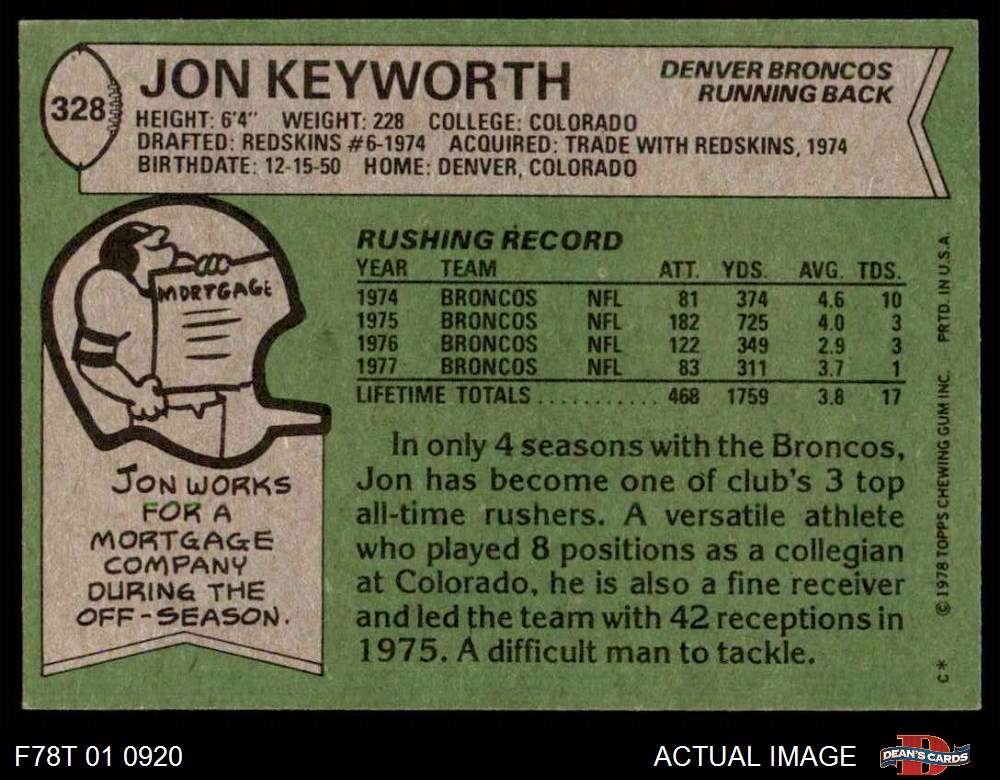 328
JON KEYWORTH
DENVER BRONCOS
RUNNING BACK
HEIGHT: 6'4" WEIGHT: 228 COLLEGE: COLORADO
DRAFTED: REDSKINS #6-1974 ACQUIRED: TRADE WITH REDSKINS, 1974
BIRTHDATE: 12-15-50 HOME: DENVER, COLORADO
MORTGAGE
JON WORKS
FOR A
MORTGAGE
COMPANY
DURING THE
OFF-SEASON.
RUSHING RECORD
YEAR TEAM ATT. YDS. AVG. TDS.
1974 BRONCOS NFL 81 374 4.6 10
1975 BRONCOS NFL 182 725 4.0 3
1976 BRONCOS NFL 122 349 2.9 3
1977 BRONCOS NFL 83 311 3.7 1
LIFETIME TOTALS........... 468 1759 3.8 17
In only 4 seasons with the Broncos,
Jon has become one of club's 3 top
all-time rushers. A versatile athlete
who played 8 positions as a collegian
at Colorado, he is also a fine receiver
and led the team with 42 receptions in
1975. A difficult man to tackle.
C* © 1978 TOPPS CHEWING GUM INC. PRTD. IN U.S.A.
F78T 01 0920
ACTUAL IMAGE
DEAN'S CARDS